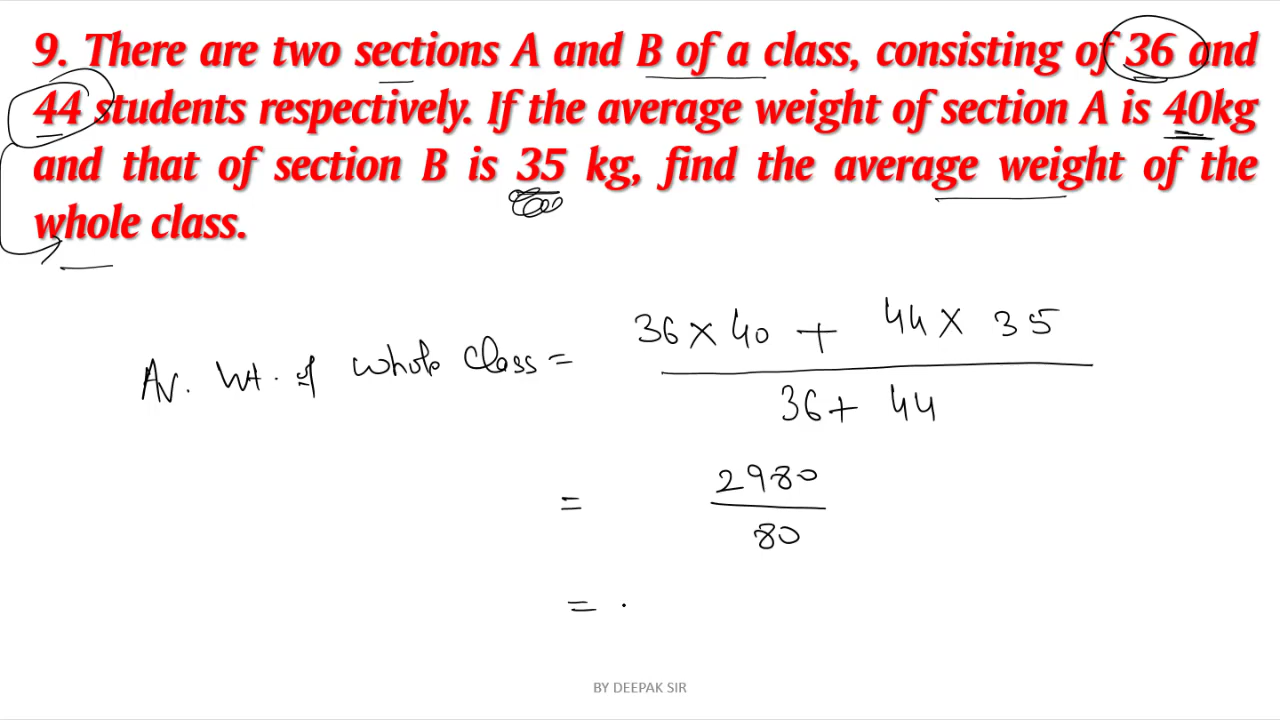 9. There are two sections A and B of a class, consisting of 36 and
44 students respectively. If the average weight of section A is 40kg
and that of section B is 35 kg, find the average weight of the
whole class.
Av. Wt. of whole class = 36 × 40 + 44 × 35
36 + 44
= 2980
80
= .
BY DEEPAK SIR